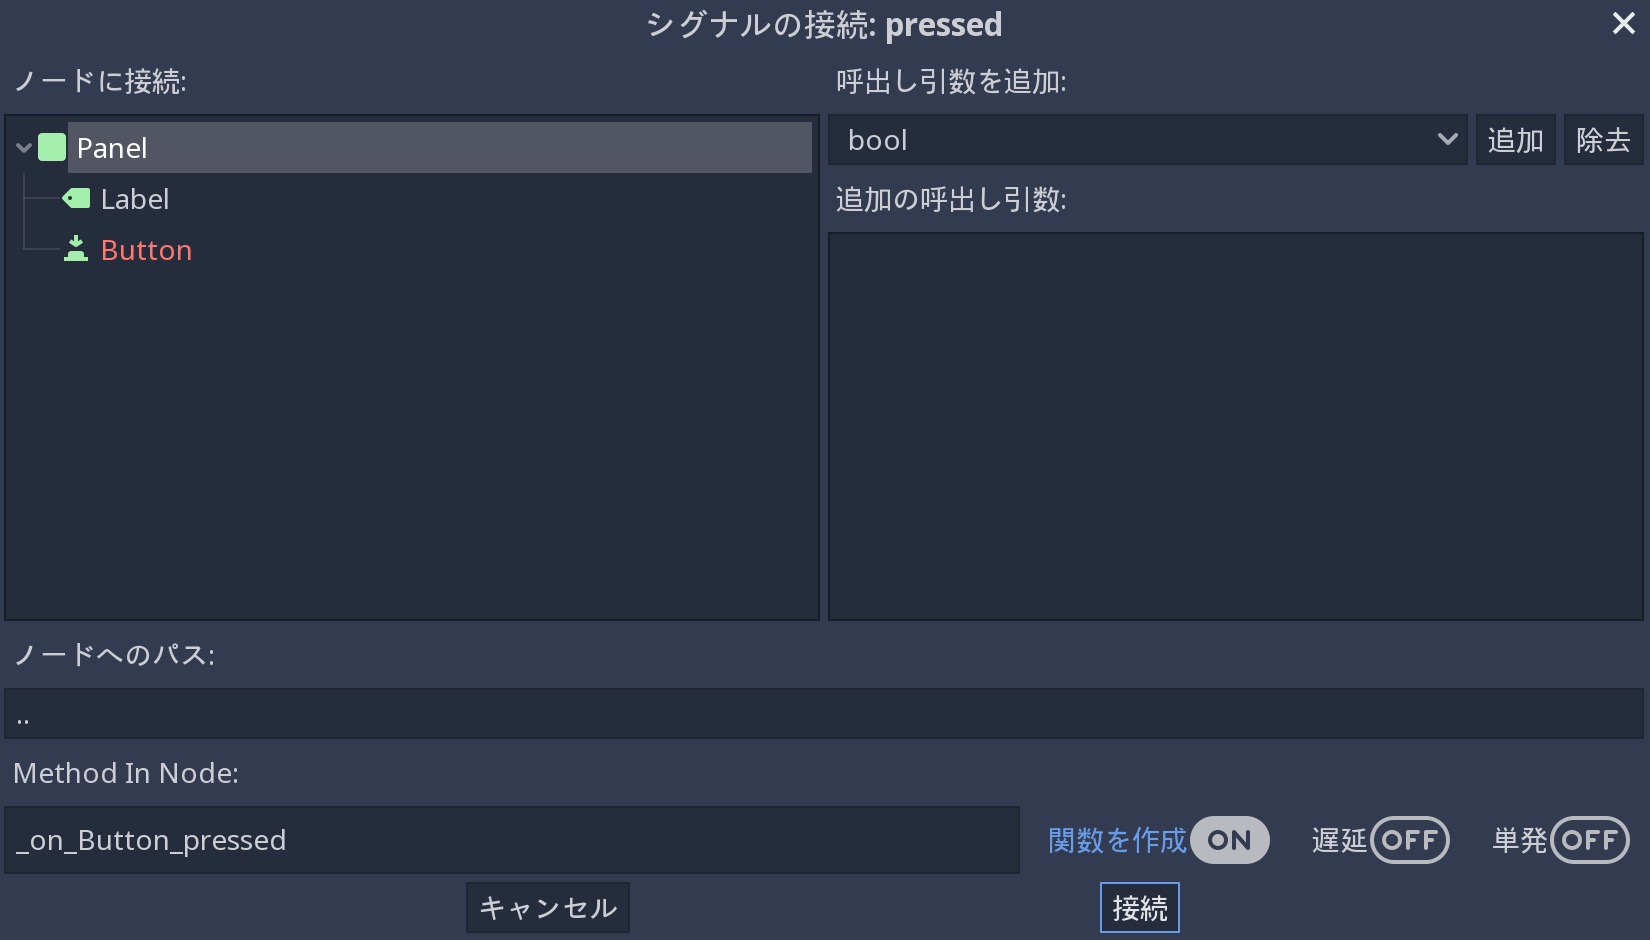 シグナルの接続: pressed
ノードに接続:
Panel
Label
Button
呼出し引数を追加:
bool
追加
除去
追加の呼出し引数:
ノードへのパス:
..
Method In Node:
_on_Button_pressed
関数を作成 ON
遅延 OFF
単発 OFF
キャンセル
接続